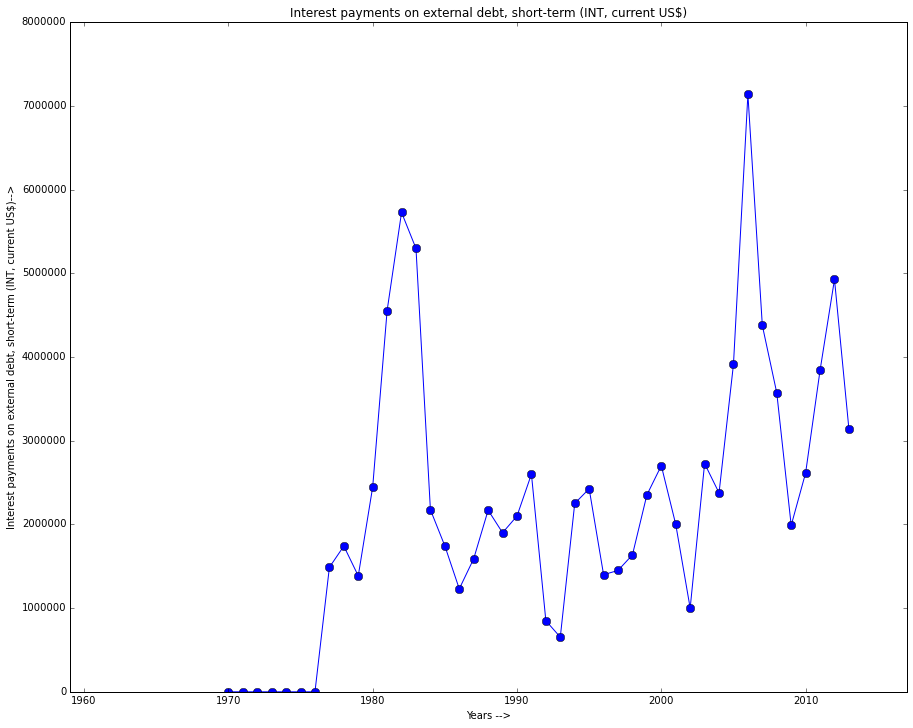 Interest payments on external debt, short-term (INT, current US$)
8000000
7000000
6000000
5000000
4000000
3000000
2000000
1000000
0
Interest payments on external debt, short-term (INT, current US$)-->
1960 1970 1980 1990 2000 2010
Years -->